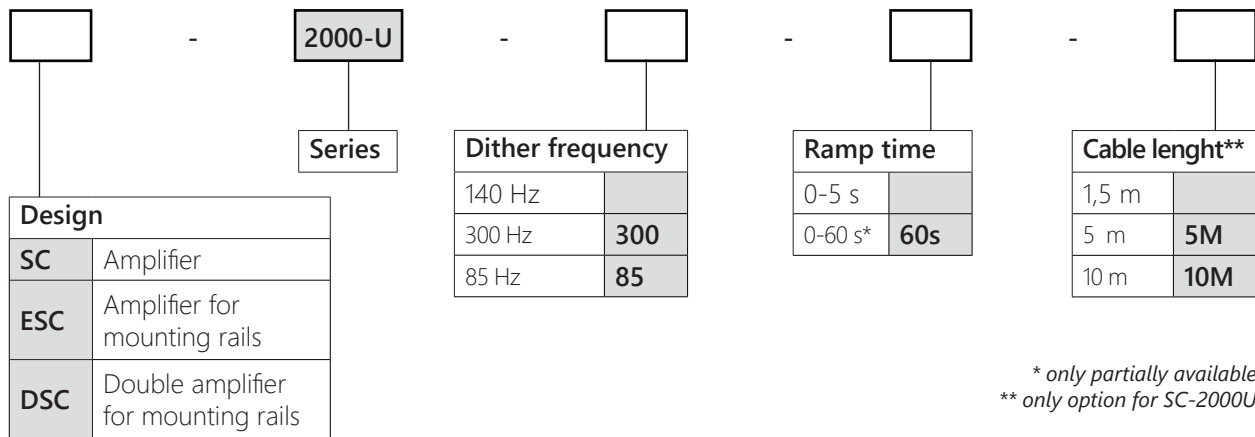 - 2000-U - - -
Series
Dither frequency
140 Hz
300 Hz 300
85 Hz 85
Ramp time
0-5 s
0-60 s* 60s
Cable lenght**
1,5 m
5 m 5M
10 m 10M
Design
SC Amplifier
ESC Amplifier for
mounting rails
DSC Double amplifier
for mounting rails
* only partially available
** only option for SC-2000U